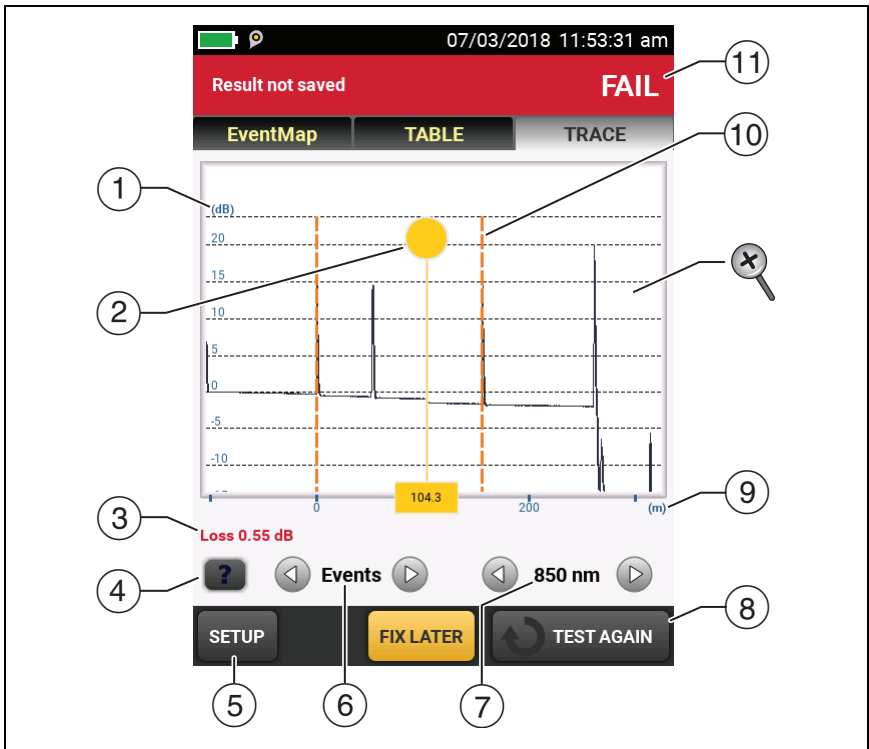 07/03/2018 11:53:31 am
Result not saved FAIL
11
EventMap TABLE TRACE
10
1
(dB)
20
15
2
10
5
0
-5
-10
104.3
0 200 (m)
9
3
Loss 0.55 dB
4
? Events 850 nm
8
SETUP FIX LATER TEST AGAIN
5 6 7